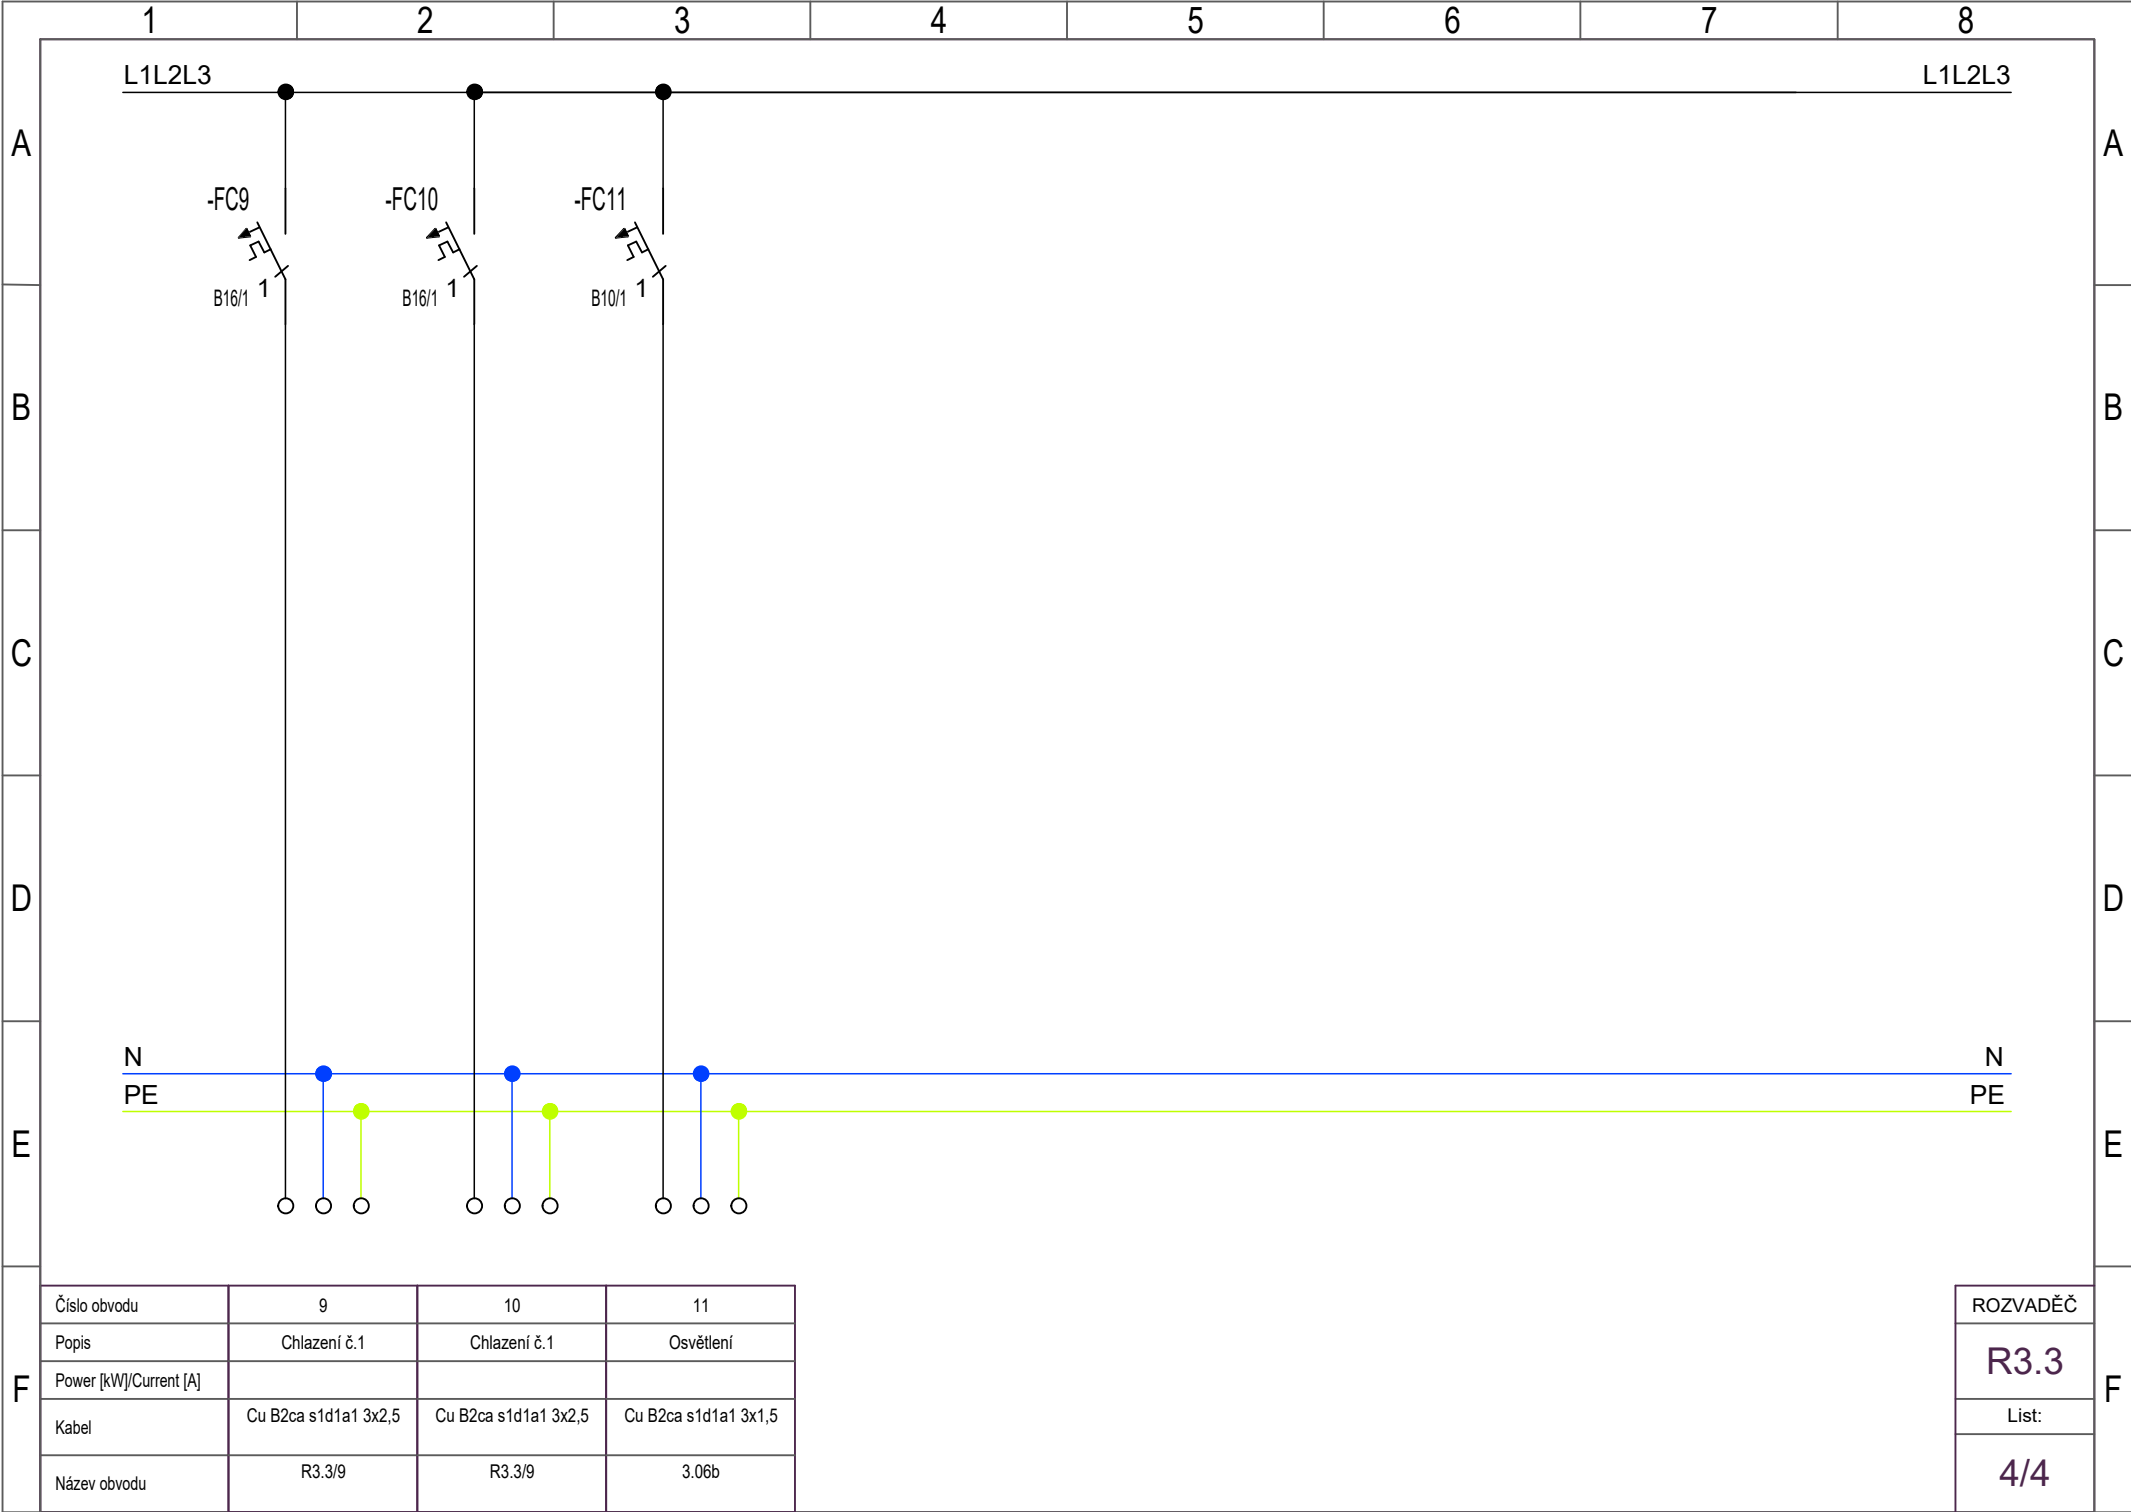 1 2 3 4 5 6 7 8
L1L2L3 L1L2L3
A A
-FC9 -FC10 -FC11
1 1 1
B16/1 B16/1 B10/1
B B
C C
D D
N N
PE PE
E E
Číslo obvodu 9 10 11
Popis Chlazení č.1 Chlazení č.1 Osvětlení
Power [kW]/Current [A]
Kabel Cu B2ca s1d1a1 3x2,5 Cu B2ca s1d1a1 3x2,5 Cu B2ca s1d1a1 3x1,5
Název obvodu R3.3/9 R3.3/9 3.06b
F F
ROZVADĚČ
R3.3
List:
4/4